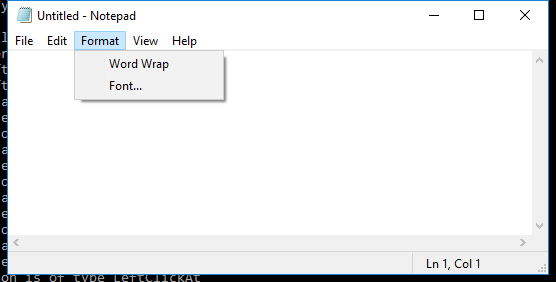 Untitled - Notepad
File Edit Format View Help
Word Wrap
Font...
Ln 1, Col 1
on is of type LeftClickAt